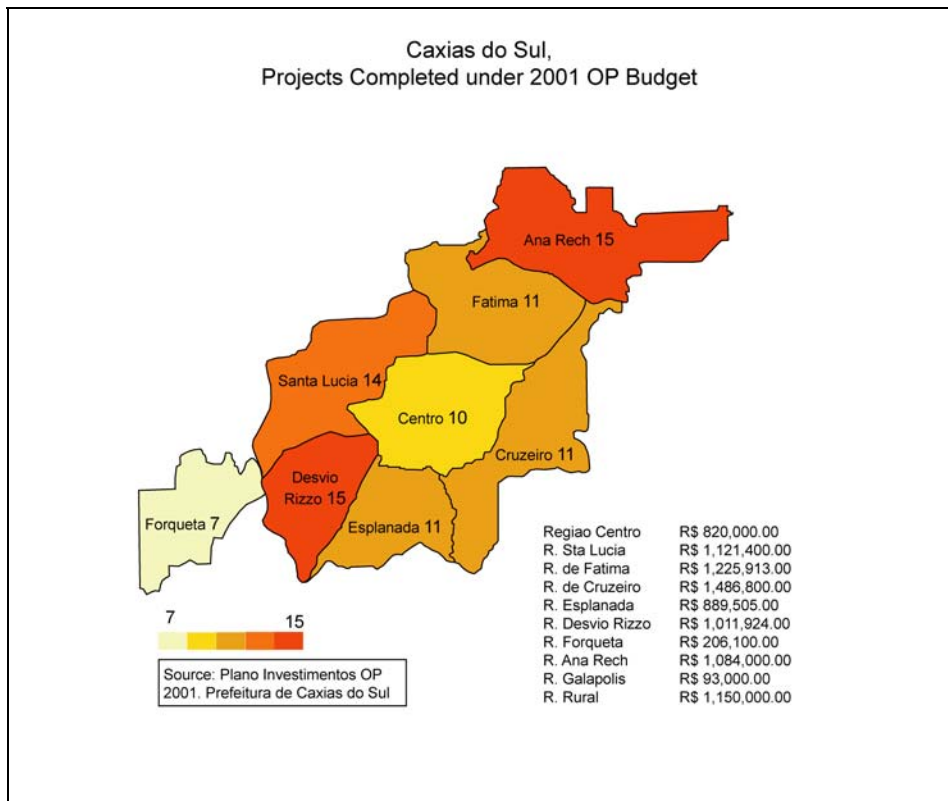 Caxias do Sul,
Projects Completed under 2001 OP Budget
Ana Rech 15
Fatima 11
Santa Lucia 14
Centro 10
Cruzeiro 11
Desvio
Rizzo 15
Forqueta 7
Esplanada 11
Regiao Centro R$ 820,000.00
R. Sta Lucia R$ 1,121,400.00
R. de Fatima R$ 1,225,913.00
R. de Cruzeiro R$ 1,486,800.00
R. Esplanada R$ 889,505.00
R. Desvio Rizzo R$ 1,011,924.00
R. Forqueta R$ 206,100.00
R. Ana Rech R$ 1,084,000.00
R. Galapolis R$ 93,000.00
R. Rural R$ 1,150,000.00
7 15
Source: Plano Investimentos OP
2001. Prefeitura de Caxias do Sul